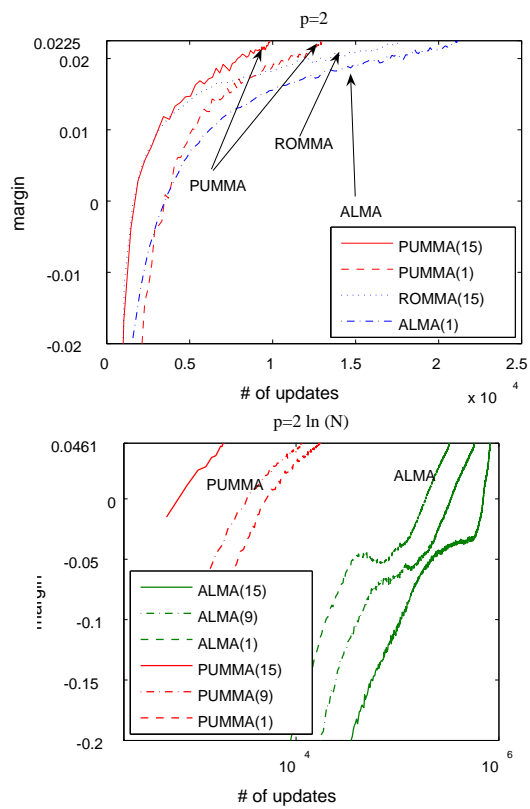 p=2
0.0225
0.02
0.01
0
-0.01
-0.02
margin
PUMMA
ROMMA
ALMA
PUMMA(15)
PUMMA(1)
ROMMA(15)
ALMA(1)
0 0.5 1 1.5 2 2.5
# of updates
x 10 4
p=2 ln (N)
0.0461
0
-0.05
-0.1
-0.15
-0.2
margin
PUMMA
ALMA
ALMA(15)
ALMA(9)
ALMA(1)
PUMMA(15)
PUMMA(9)
PUMMA(1)
10 4 10 6
# of updates